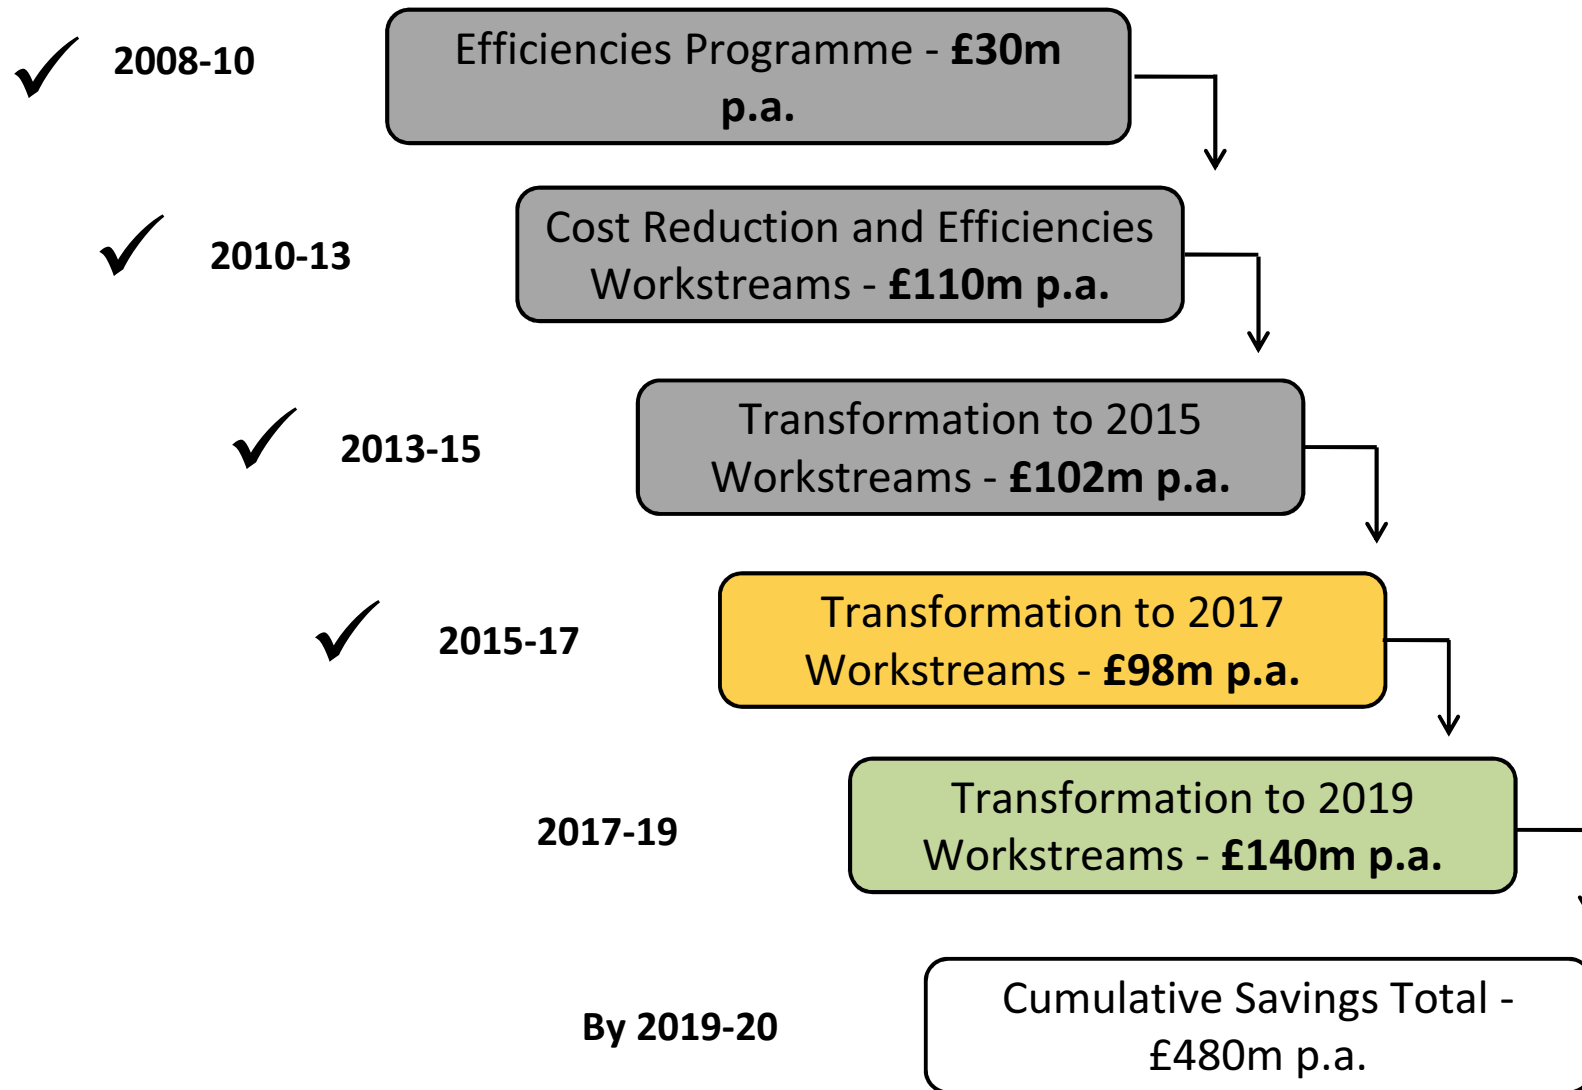 2008-10
Efficiencies Programme - £30m
p.a.
2010-13
Cost Reduction and Efficiencies
Workstreams - £110m p.a.
2013-15
Transformation to 2015
Workstreams - £102m p.a.
2015-17
Transformation to 2017
Workstreams - £98m p.a.
2017-19
Transformation to 2019
Workstreams - £140m p.a.
By 2019-20
Cumulative Savings Total -
£480m p.a.